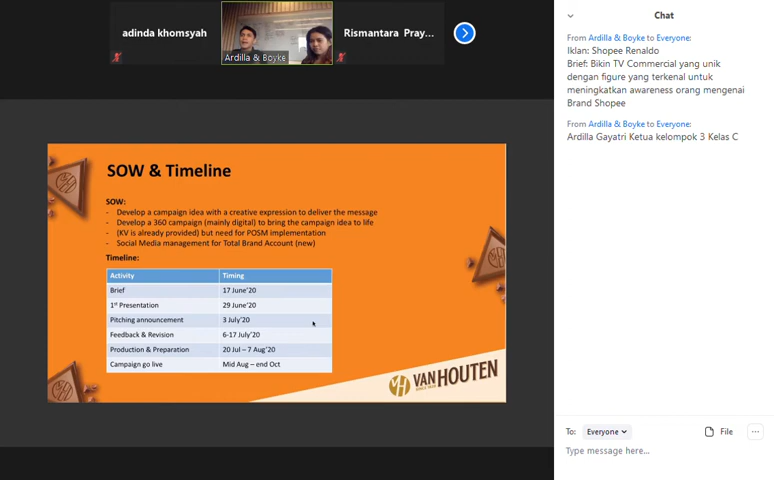 adinda khomsyah
Ardilla & Boyke
Rismantara Pray...
SOW & Timeline
SOW:
- Develop a campaign idea with a creative expression to deliver the message
- Develop a 360 campaign (mainly digital) to bring the campaign idea to life
- (KV is already provided) but need for POSM implementation
- Social Media management for Total Brand Account (new)
Timeline:
Activity Timing
Brief 17 June'20
1st Presentation 29 June'20
Pitching announcement 3 July'20
Feedback & Revision 6-17 July'20
Production & Preparation 20 Jul – 7 Aug'20
Campaign go live Mid Aug – end Oct
VH VAN HOUTEN
Chat
From Ardilla & Boyke to Everyone:
Iklan: Shopee Renaldo
Brief: Bikin TV Commercial yang unik
dengan figure yang terkenal untuk
meningkatkan awareness orang mengenai
Brand Shopee
From Ardilla & Boyke to Everyone:
Ardilla Gayatri Ketua kelompok 3 Kelas C
To: Everyone
File
...
Type message here...